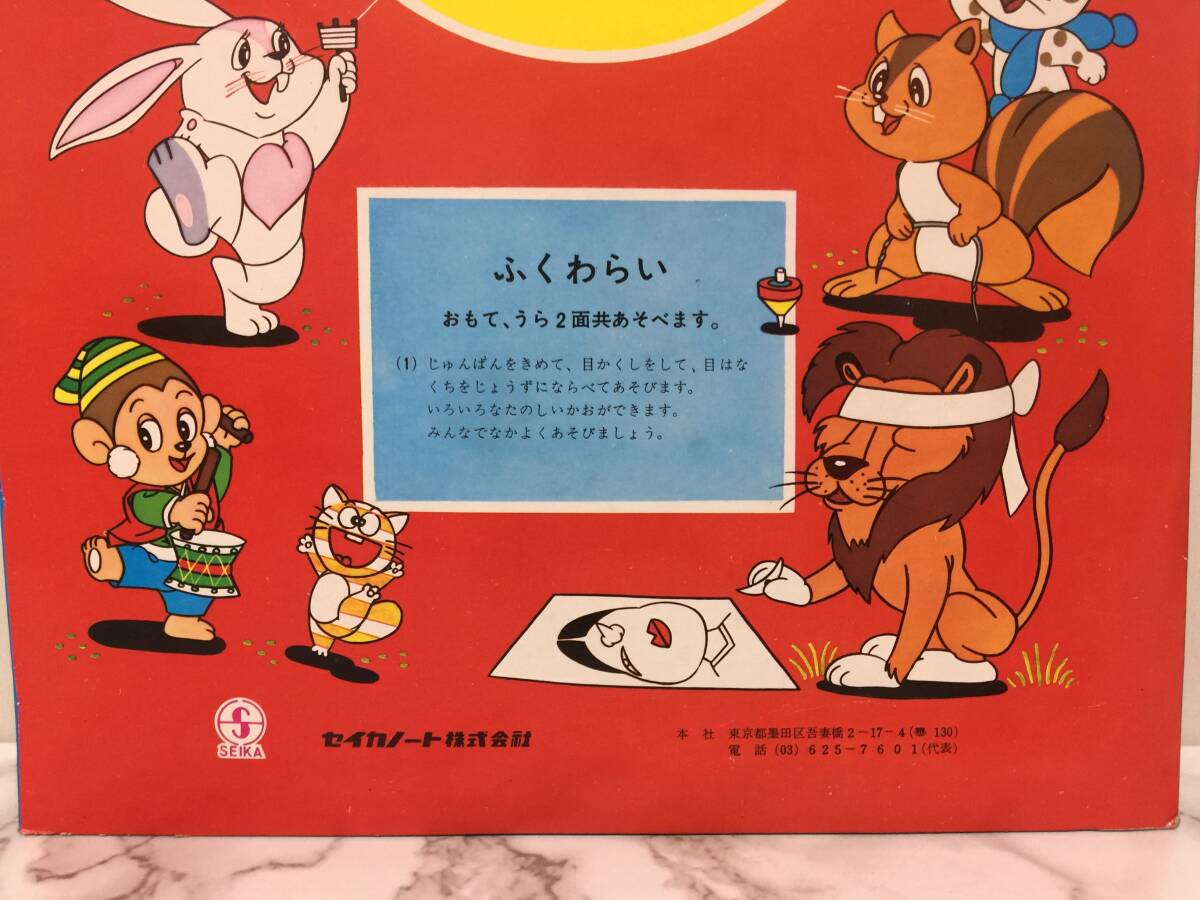 ふくわらい
おもて、うら2面共あそべます。
(1) じゅんばんをきめて、目かくしをして、目はな
くちをじょうずにならべてあそびます。
いろいろなたのしいかおができます。
みんなでなかよくあそびましょう。
SEIKA
セイカノート株式会社
本社 東京都墨田区吾妻橋2-17-4(〒130)
電話(03)625-7601(代表)